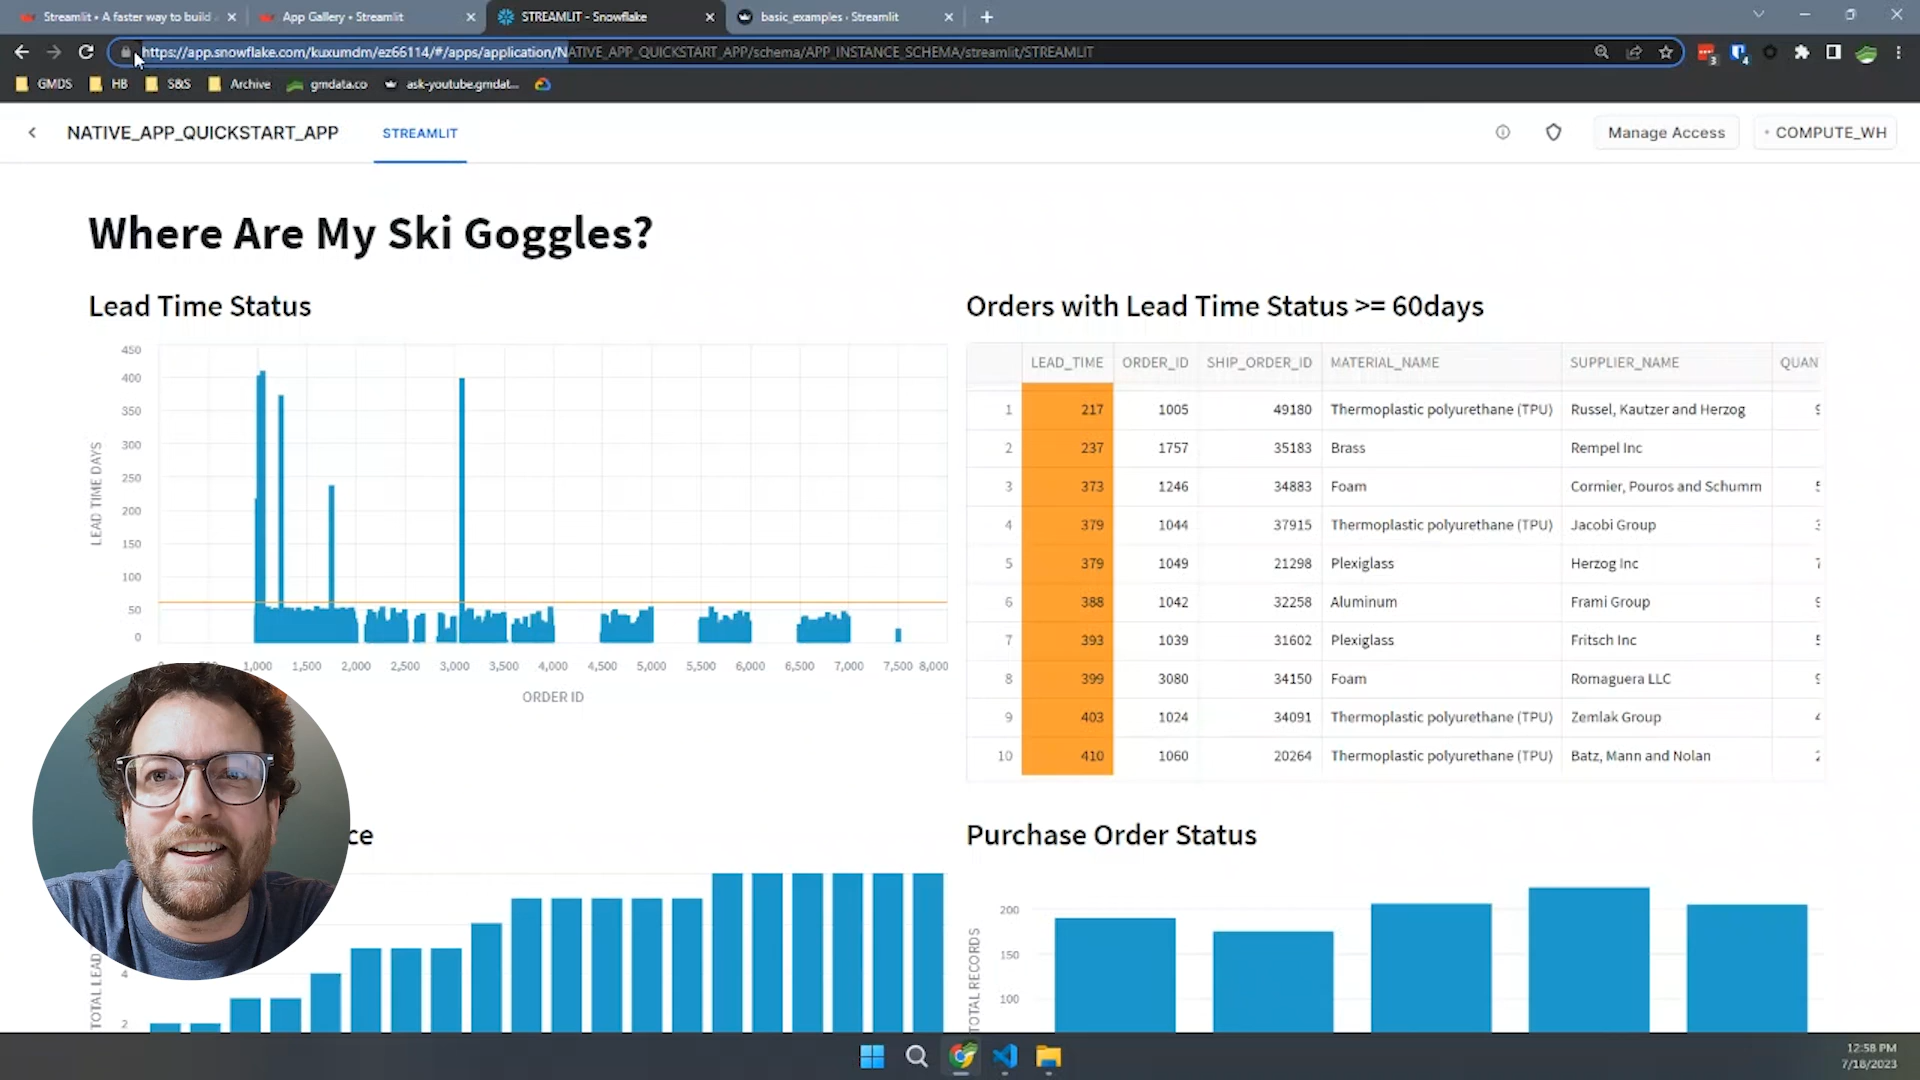 Streamlit • A faster way to build
App Gallery • Streamlit
STREAMLIT - Snowflake
basic_examples · Streamlit
https://app.snowflake.com/kuxumdm/ez66114/#/apps/application/NATIVE_APP_QUICKSTART_APP/schema/APP_INSTANCE_SCHEMA/streamlit/STREAMLIT
3
4
GMDS
HB
S&S
Archive
gmdata.co
ask-youtube.gmdat...
NATIVE_APP_QUICKSTART_APP
STREAMLIT
Manage Access
COMPUTE_WH
Where Are My Ski Goggles?
Lead Time Status
450
400
350
300
250
200
150
100
50
0
LEAD TIME DAYS
1,000 1,500 2,000 2,500 3,000 3,500 4,000 4,500 5,000 5,500 6,000 6,500 7,000 7,500 8,000
ORDER ID
Orders with Lead Time Status >= 60days
LEAD_TIME ORDER_ID SHIP_ORDER_ID MATERIAL_NAME SUPPLIER_NAME QUAN
1 217 1005 49180 Thermoplastic polyurethane (TPU) Russel, Kautzer and Herzog
2 237 1757 35183 Brass Rempel Inc
3 373 1246 34883 Foam Cormier, Pouros and Schumm
4 379 1044 37915 Thermoplastic polyurethane (TPU) Jacobi Group
5 379 1049 21298 Plexiglass Herzog Inc
6 388 1042 32258 Aluminum Frami Group
7 393 1039 31602 Plexiglass Fritsch Inc
8 399 3080 34150 Foam Romaguera LLC
9 403 1024 34091 Thermoplastic polyurethane (TPU) Zemlak Group
10 410 1060 20264 Thermoplastic polyurethane (TPU) Batz, Mann and Nolan
ce
4
2
TOTAL LEAD
Purchase Order Status
200
150
100
TOTAL RECORDS
12:58 PM
7/18/2023